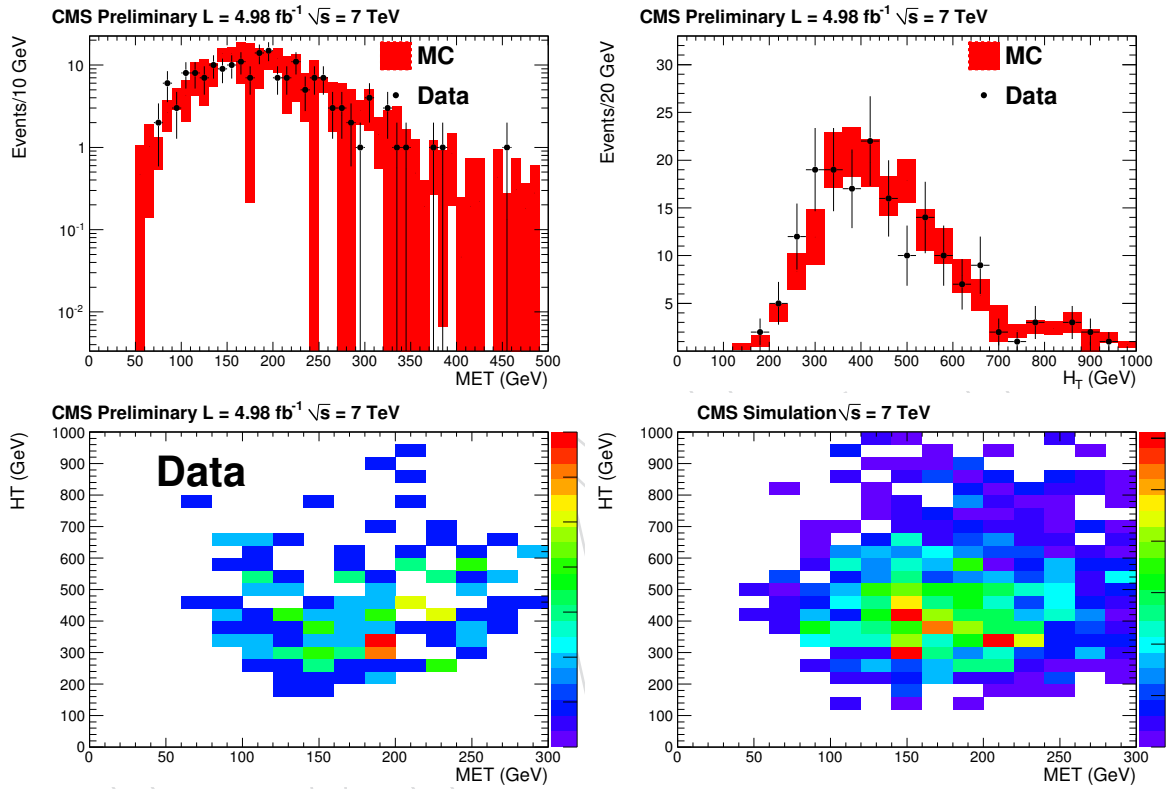 CMS Preliminary L = 4.98 fb⁻¹ √s = 7 TeV
Events/10 GeV
10
1
10⁻¹
10⁻²
MC
Data
0 50 100 150 200 250 300 350 400 450 500
MET (GeV)
CMS Preliminary L = 4.98 fb⁻¹ √s = 7 TeV
Events/20 GeV
30
25
20
15
10
5
0
MC
Data
0 100 200 300 400 500 600 700 800 900 1000
H_T (GeV)
CMS Preliminary L = 4.98 fb⁻¹ √s = 7 TeV
HT (GeV)
1000
900
800
700
600
500
400
300
200
100
0
Data
0 50 100 150 200 250 300
MET (GeV)
CMS Simulation √s = 7 TeV
HT (GeV)
1000
900
800
700
600
500
400
300
200
100
0
0 50 100 150 200 250 300
MET (GeV)